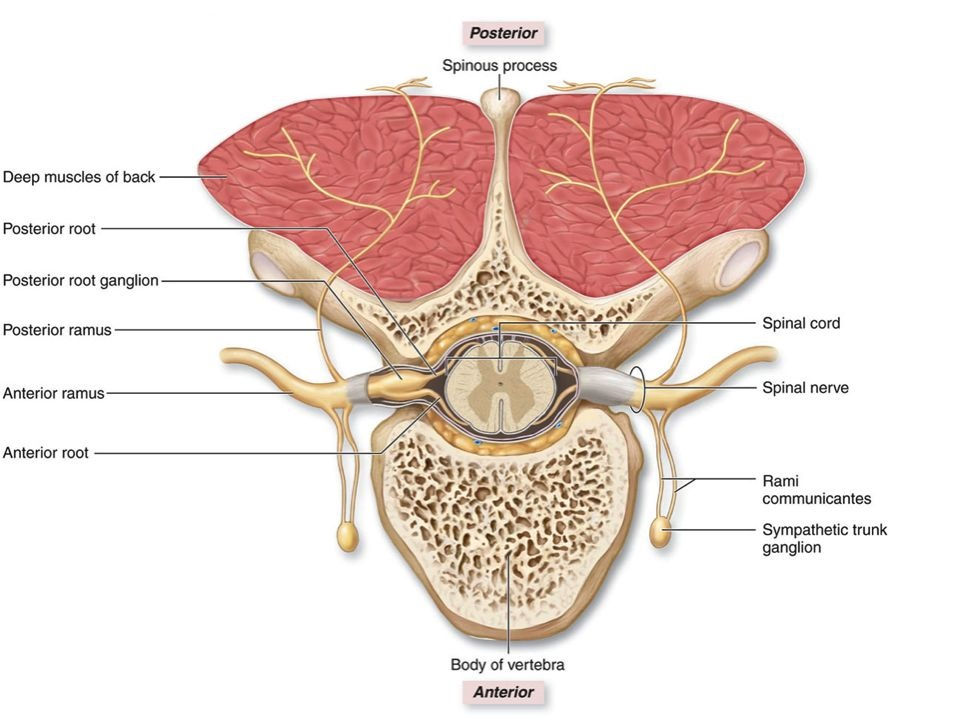 Posterior
Spinous process
Deep muscles of back
Posterior root
Posterior root ganglion
Posterior ramus
Anterior ramus
Anterior root
Spinal cord
Spinal nerve
Rami
communicantes
Sympathetic trunk
ganglion
Body of vertebra
Anterior